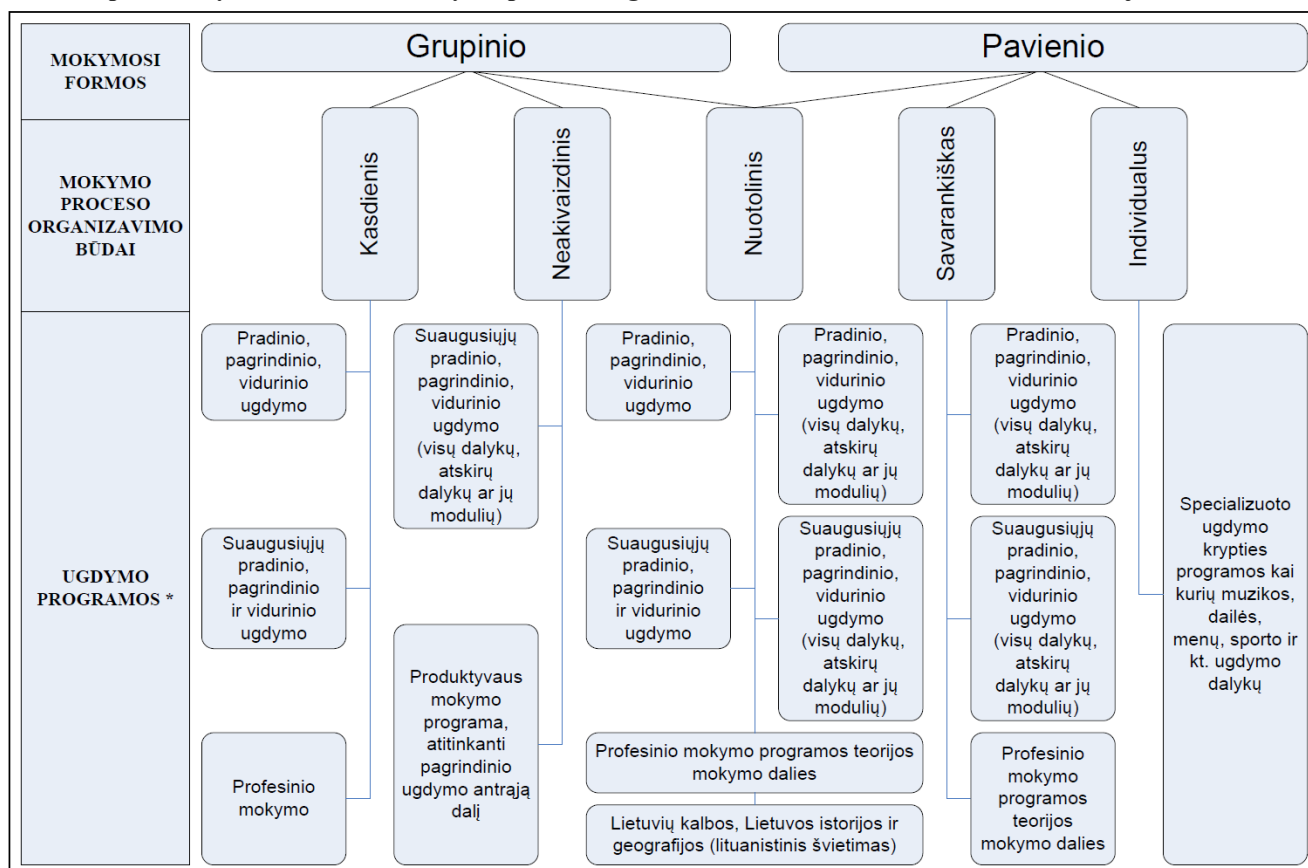 MOKYMOSI
FORMOS
Grupinio
Pavienio
MOKYMO
PROCESO
ORGANIZAVIMO
BŪDAI
Kasdienis
Neakivaizdinis
Nuotolinis
Savarankiškas
Individualus
UGDYMO
PROGRAMOS *
Pradinio,
pagrindinio,
vidurinio
ugdymo
Suaugusiųjų
pradinio,
pagrindinio
ir vidurinio
ugdymo
Profesinio
mokymo
Suaugusiųjų
pradinio,
pagrindinio,
vidurinio
ugdymo
(visų dalykų,
atskirų
dalykų ar jų
modulių)
Produktyvaus
mokymo
programa,
atitinkanti
pagrindinio
ugdymo antrąją
dalį
Pradinio,
pagrindinio,
vidurinio
ugdymo
Suaugusiųjų
pradinio,
pagrindinio
ir vidurinio
ugdymo
Pradinio,
pagrindinio,
vidurinio
ugdymo
(visų dalykų,
atskirų
dalykų ar jų
modulių)
Suaugusiųjų
pradinio,
pagrindinio,
vidurinio
ugdymo
(visų dalykų,
atskirų
dalykų ar jų
modulių)
Profesinio mokymo programos teorijos
mokymo dalies
Lietuvių kalbos, Lietuvos istorijos ir
geografijos (lituanistinis švietimas)
Pradinio,
pagrindinio,
vidurinio
ugdymo
(visų dalykų,
atskirų
dalykų ar jų
modulių)
Suaugusiųjų
pradinio,
pagrindinio,
vidurinio
ugdymo
(visų dalykų,
atskirų
dalykų ar jų
modulių)
Profesinio
mokymo
programos
teorijos
mokymo dalies
Specializuoto
ugdymo
krypties
programos kai
kurių muzikos,
dailės,
menų, sporto ir
kt. ugdymo
dalykų